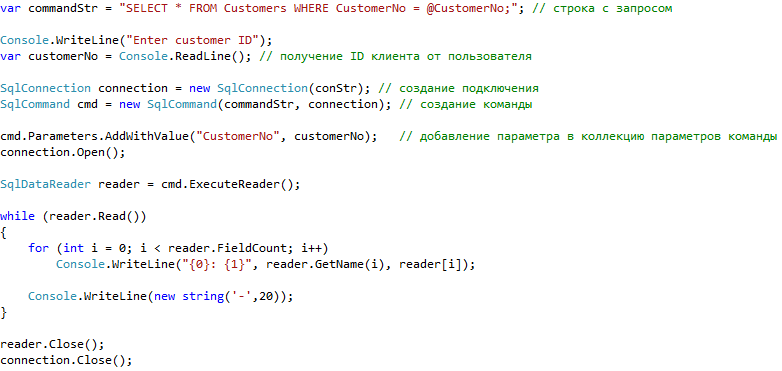 var commandStr = "SELECT * FROM Customers WHERE CustomerNo = @CustomerNo;"; // строка с запросом
Console.WriteLine("Enter customer ID");
var customerNo = Console.ReadLine(); // получение ID клиента от пользователя
SqlConnection connection = new SqlConnection(conStr); // создание подключения
SqlCommand cmd = new SqlCommand(commandStr, connection); // создание команды
cmd.Parameters.AddWithValue("CustomerNo", customerNo);   // добавление параметра в коллекцию параметров команды
connection.Open();
SqlDataReader reader = cmd.ExecuteReader();
while (reader.Read())
{
    for (int i = 0; i < reader.FieldCount; i++)
        Console.WriteLine("{0}: {1}", reader.GetName(i), reader[i]);
    Console.WriteLine(new string('-',20));
}
reader.Close();
connection.Close();